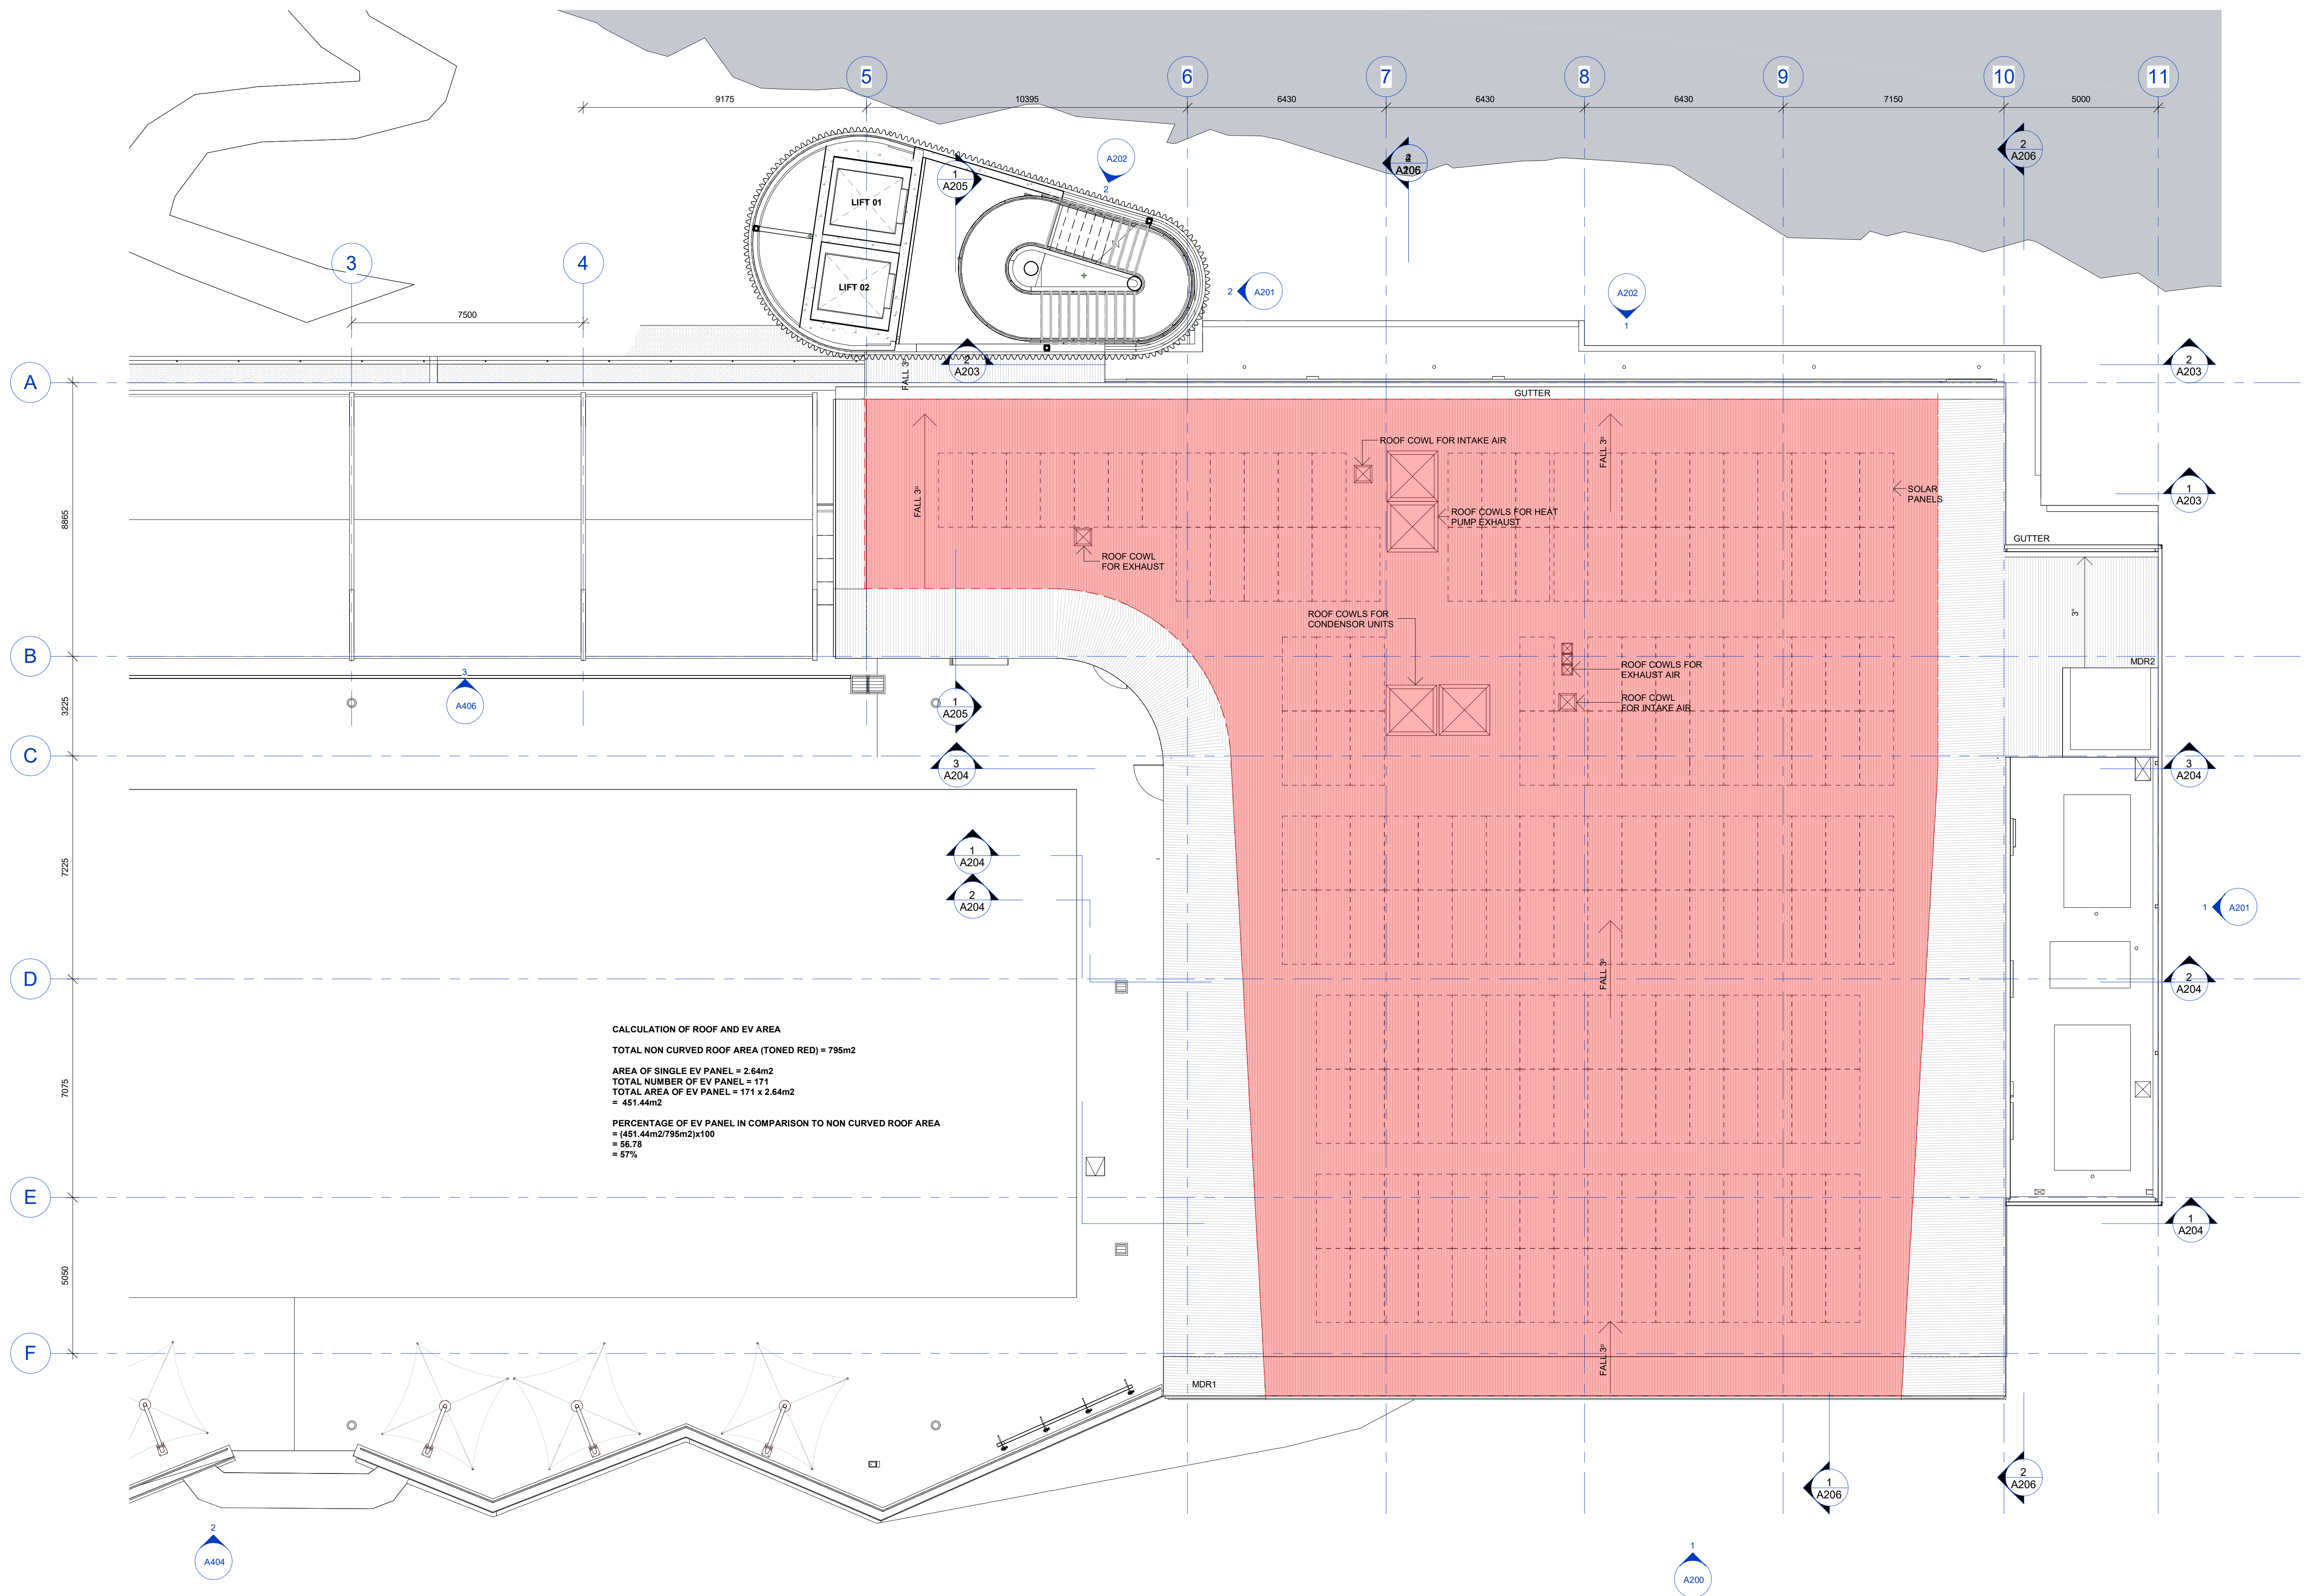 5
6
7
8
9
10
11
9175
10395
6430
6430
6430
7150
5000
A202
2
2
A206
1
A205
LIFT 01
LIFT 02
3
4
7500
2
A201
A202
1
2
A203
FALL 3º
2
A203
A
GUTTER
ROOF COWL FOR INTAKE AIR
FALL 3º
FALL 3º
SOLAR
PANELS
1
A203
8865
ROOF COWLS FOR HEAT
PUMP EXHAUST
ROOF COWL
FOR EXHAUST
GUTTER
3°
ROOF COWLS FOR
CONDENSOR UNITS
B
MDR2
3
A406
ROOF COWLS FOR
EXHAUST AIR
ROOF COWL
FOR INTAKE AIR
3225
1
A205
C
3
A204
3
A204
7225
1
A204
2
A204
1
A201
D
FALL 3º
2
A204
CALCULATION OF ROOF AND EV AREA
TOTAL NON CURVED ROOF AREA (TONED RED) = 795m2
AREA OF SINGLE EV PANEL = 2.64m2
TOTAL NUMBER OF EV PANEL = 171
TOTAL AREA OF EV PANEL = 171 x 2.64m2
= 451.44m2
PERCENTAGE OF EV PANEL IN COMPARISON TO NON CURVED ROOF AREA
= (451.44m2/795m2)x100
= 56.78
= 57%
7075
E
1
A204
5050
F
FALL 3º
MDR1
1
A206
2
A206
2
A404
1
A200